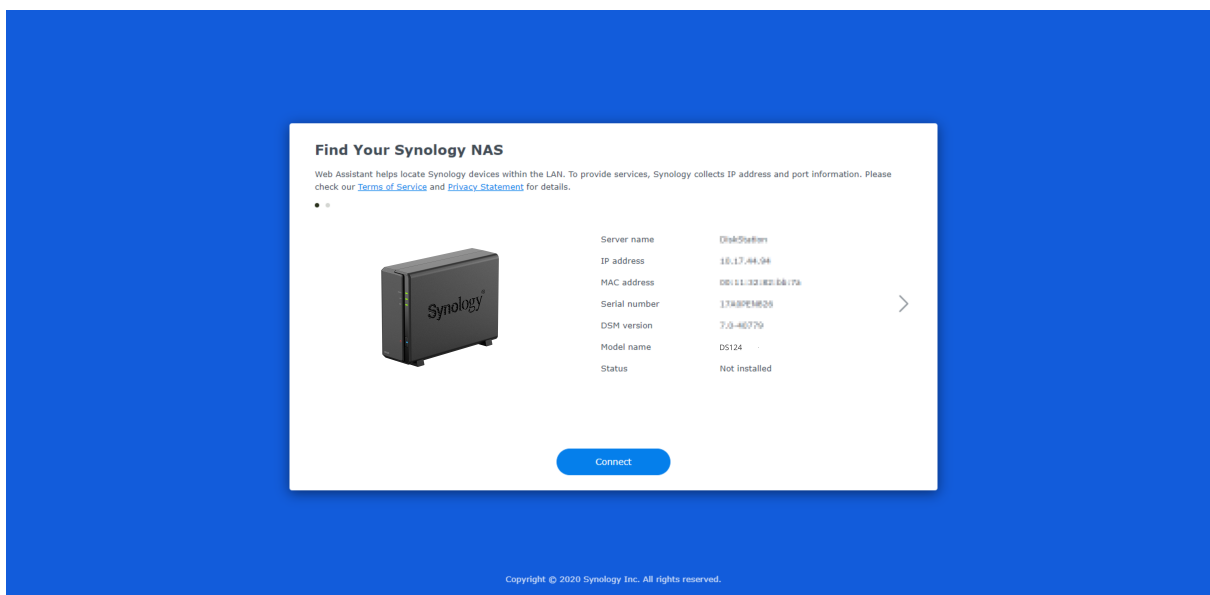 Find Your Synology NAS
Web Assistant helps locate Synology devices within the LAN. To provide services, Synology collects IP address and port information. Please
check our Terms of Service and Privacy Statement for details.
Synology
Server name DiskStation
IP address
MAC address
Serial number
DSM version
Model name DS124
Status Not installed
Connect
Copyright © 2020 Synology Inc. All rights reserved.